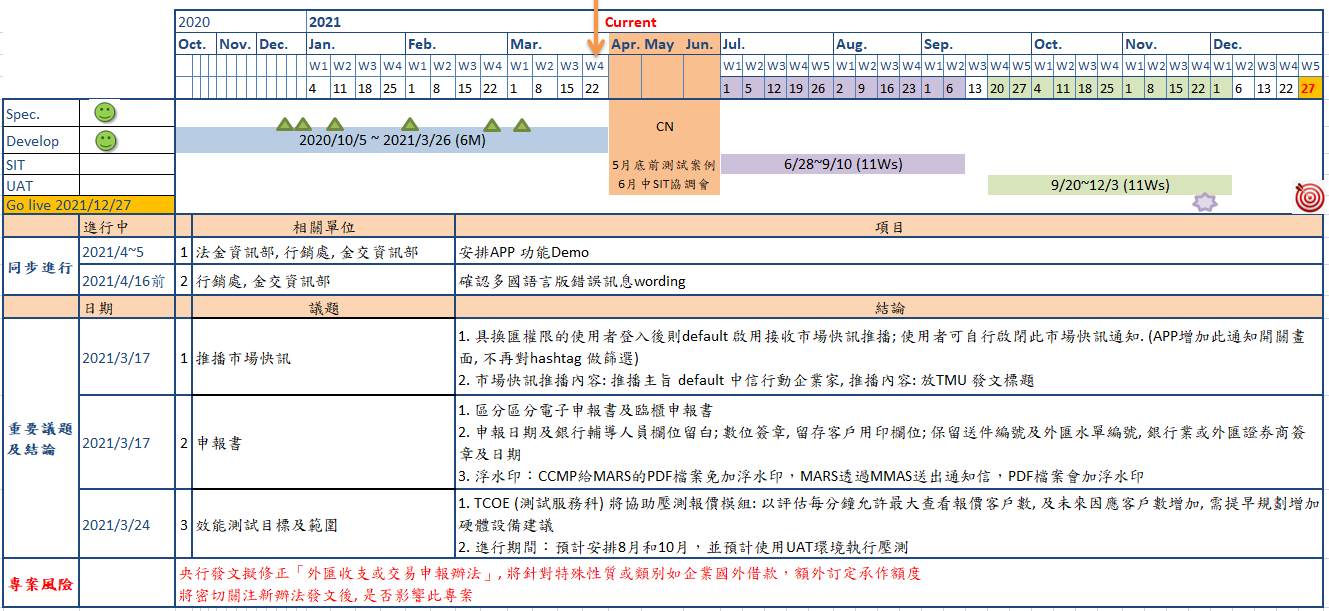 2020 2021 Current
Oct. Nov. Dec. Jan. Feb. Mar. Apr. May Jun. Jul. Aug. Sep. Oct. Nov. Dec.
W1 W2 W3 W4 W1 W2 W3 W4 W1 W2 W3 W4 W1 W2 W3 W4 W5 W1 W2 W3 W4 W1 W2 W3 W4 W5 W1 W2 W3 W4 W1 W2 W3 W4 W1 W2 W3 W4 W5
4 11 18 25 1 8 15 22 1 8 15 22 1 5 12 19 26 2 9 16 23 1 6 13 20 27 4 11 18 25 1 8 15 22 1 6 13 22 27
Spec.
CN
Develop 2020/10/5 ~ 2021/3/26 (6M)
SIT 5月底前測試案例 6/28~9/10 (11Ws)
UAT 6月中SIT協調會 9/20~12/3 (11Ws)
Go live 2021/12/27
進行中 相關單位 項目
同步進行
2021/4~5 1 法金資訊部, 行銷處, 金交資訊部 安排APP 功能Demo
2021/4/16前 2 行銷處, 金交資訊部 確認多國語言版錯誤訊息wording
日期 議題 結論
重要議題
及結論
2021/3/17 1 推播市場快訊
1. 具換匯權限的使用者登入後則default 啟用接收市場快訊推播; 使用者可自行啟閉此市場快訊通知. (APP增加此通知開關畫
面, 不再對hashtag 做篩選)
2. 市場快訊推播內容: 推播主旨 default 中信行動企業家, 推播內容: 放TMU 發文標題
2021/3/17 2 申報書
1. 區分區分電子申報書及臨櫃申報書
2. 申報日期及銀行輔導人員欄位留白; 數位簽章, 留存客戶用印欄位; 保留送件編號及外匯水單編號, 銀行業或外匯證券商簽
章及日期
3. 浮水印：CCMP給MARS的PDF檔案免加浮水印，MARS透過MMAS送出通知信，PDF檔案會加浮水印
2021/3/24 3 效能測試目標及範圍
1. TCOE (測試服務科) 將協助壓測報價模組: 以評估每分鐘允許最大查看報價客戶數, 及未來因應客戶數增加, 需提早規劃增加
硬體設備建議
2. 進行期間：預計安排8月和10月，並預計使用UAT環境執行壓測
專案風險
央行發文擬修正「外匯收支或交易申報辦法」, 將針對特殊性質或類別如企業國外借款，額外訂定承作額度
將密切關注新辦法發文後, 是否影響此專案